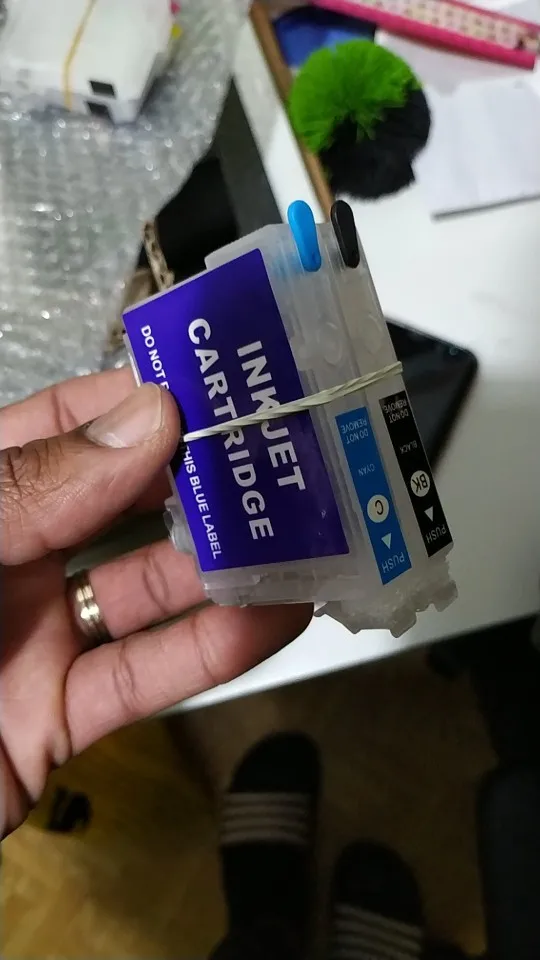 INKJET
CARTRIDGE
DO NOT
THIS BLUE LABEL
DO NOT
REMOVE
CYAN
C
PUSH
DO NOT
REMOVE
BLACK
BK
PUSH